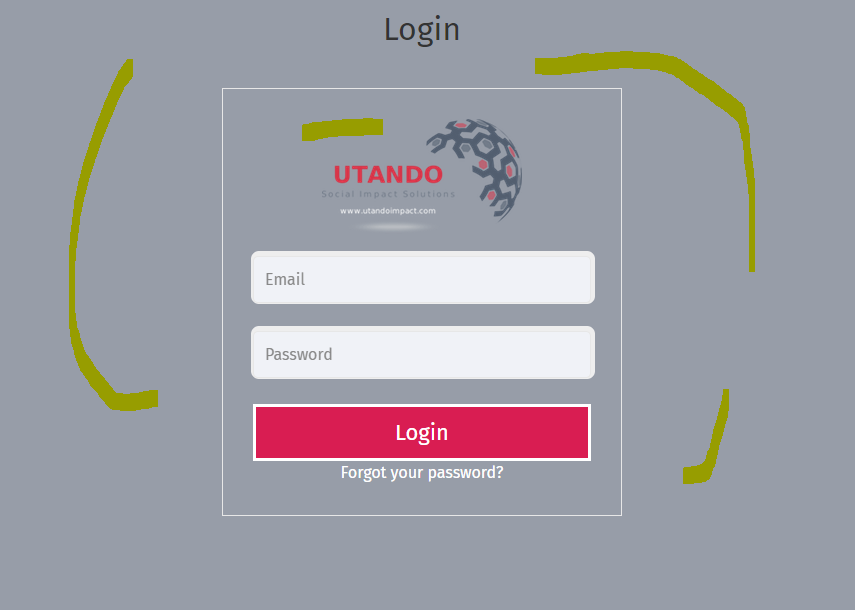 Login
UTANDO
Social Impact Solutions
www.utandoimpact.com
Email
Password
Login
Forgot your password?